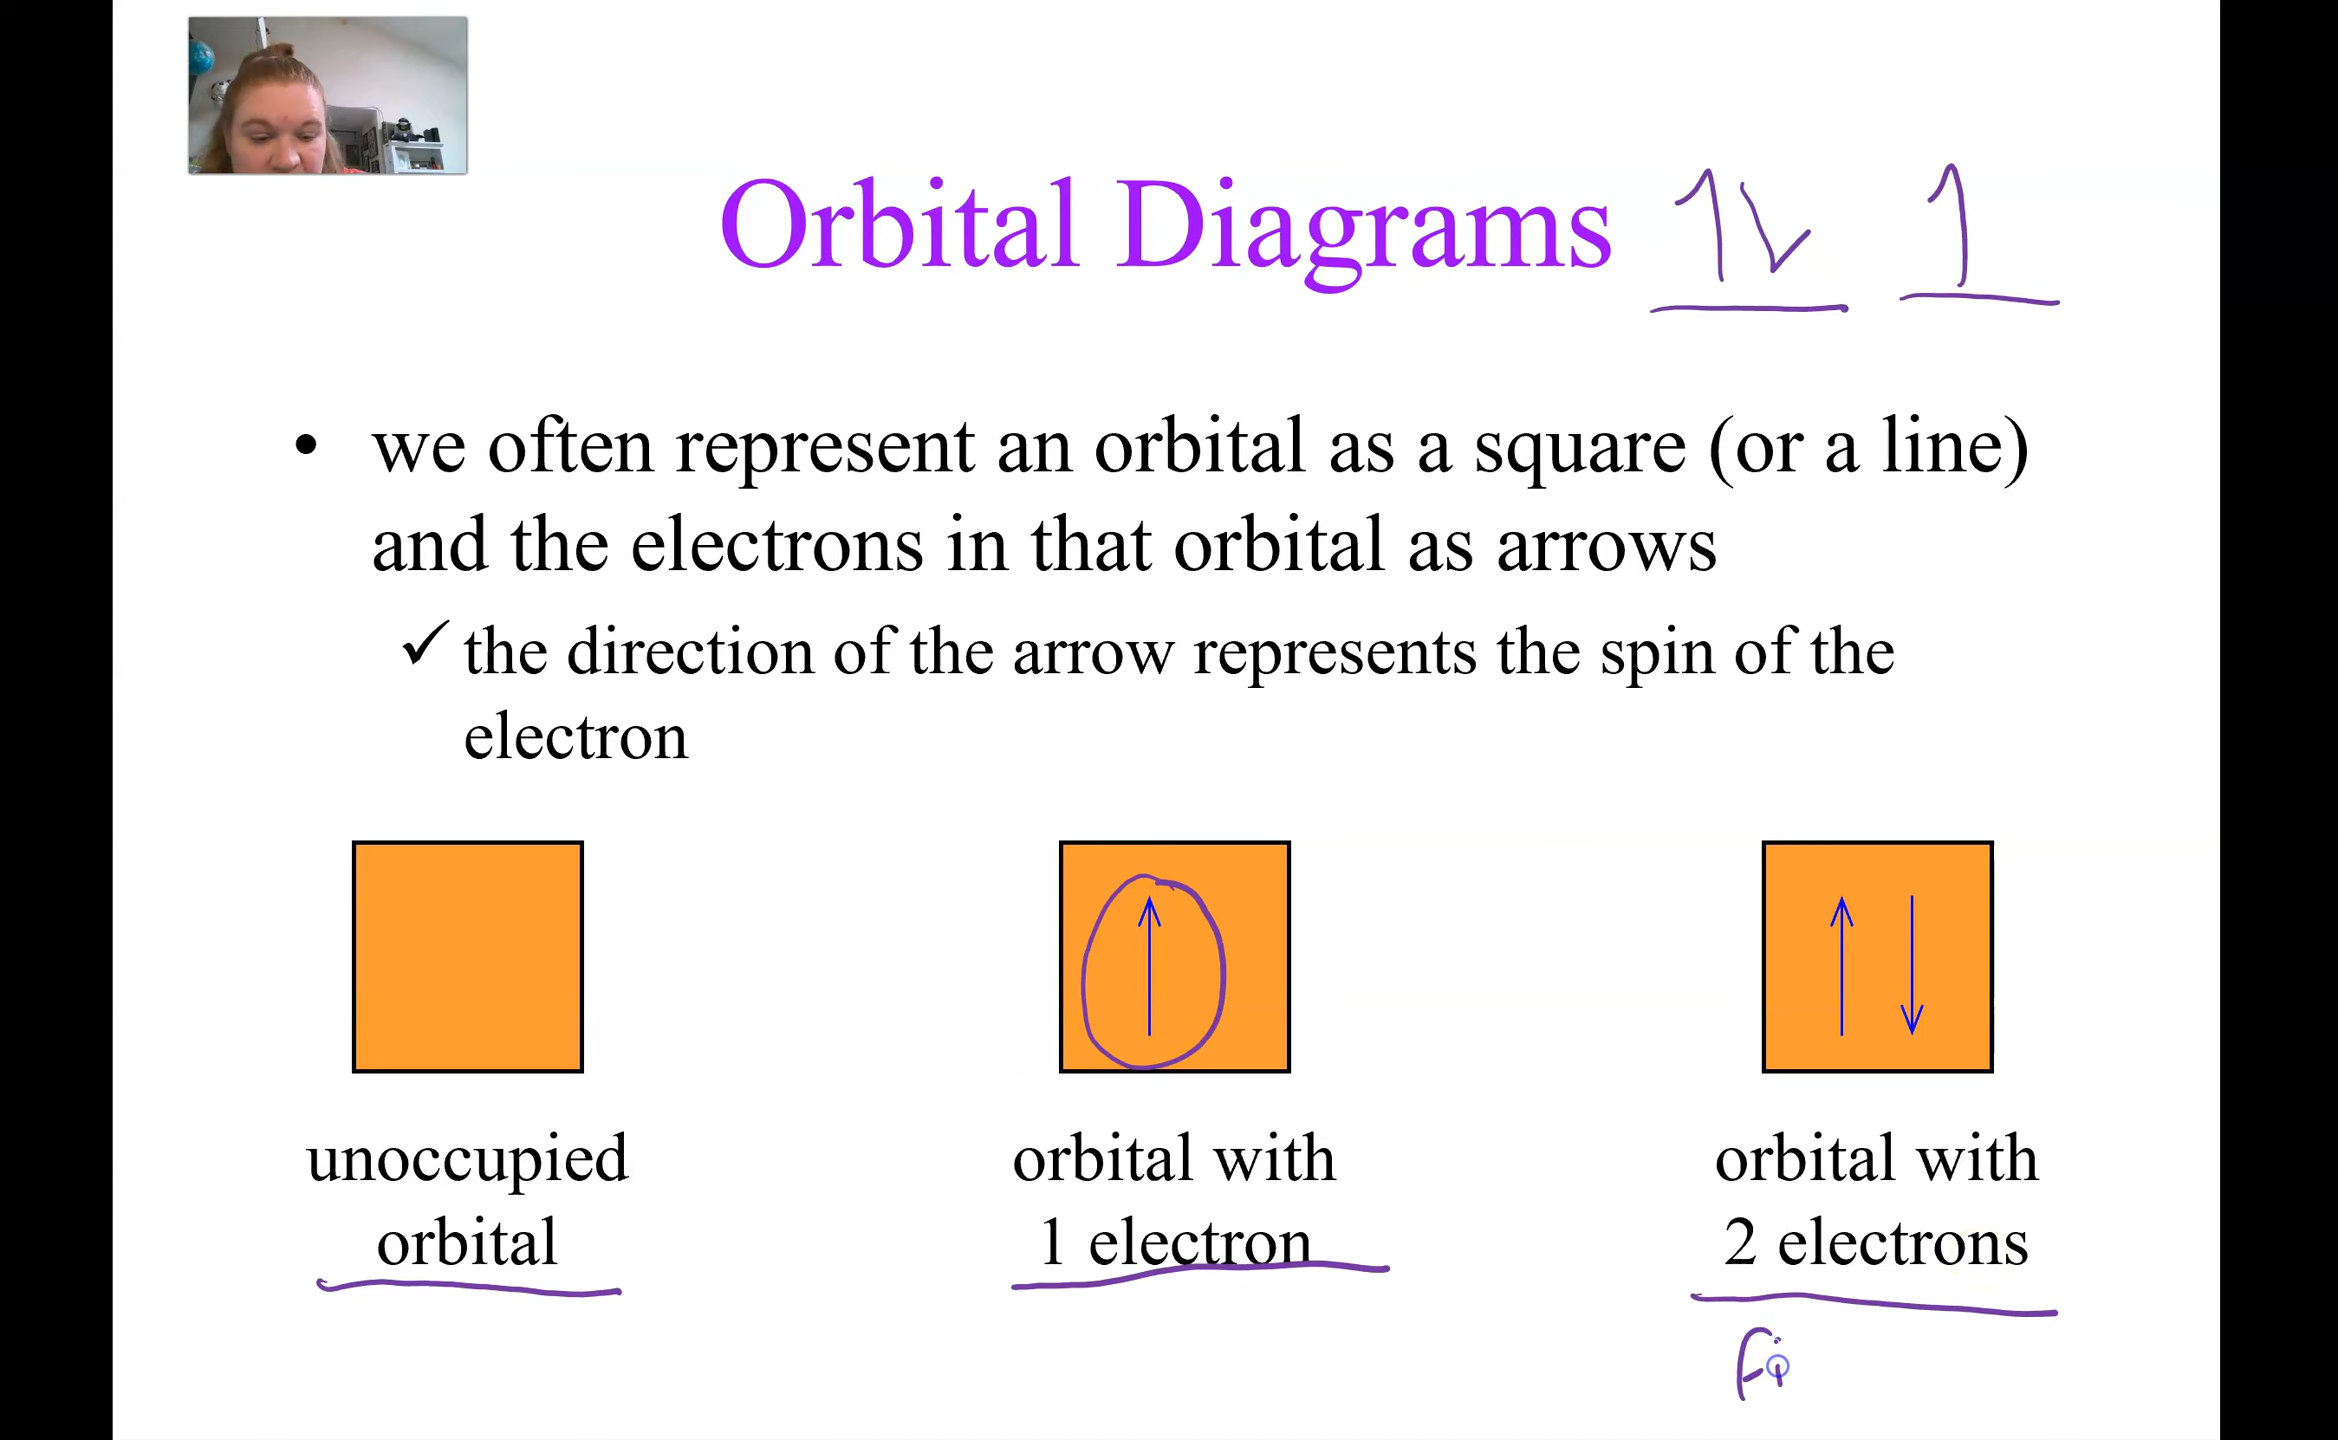 Orbital Diagrams
• we often represent an orbital as a square (or a line)
and the electrons in that orbital as arrows
✓ the direction of the arrow represents the spin of the
electron
unoccupied
orbital
orbital with
1 electron
orbital with
2 electrons
Fi